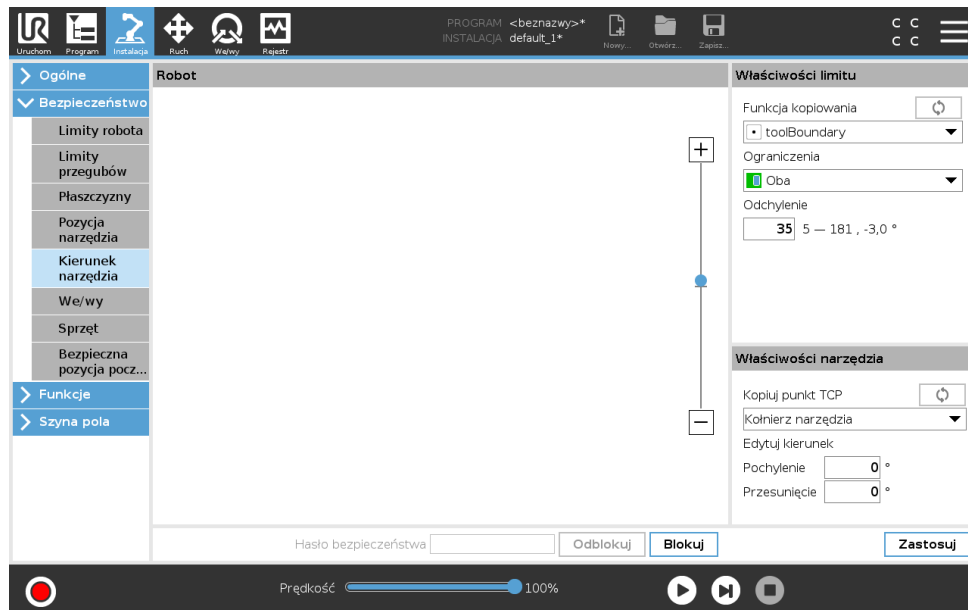 UR
PROGRAM <beznazwy>*
INSTALACJA default_1*
Uruchom Program Instalacja Ruch We/wy Rejestr
Nowy... Otwórz... Zapisz...
C C
C C
Ogólne
Bezpieczeństwo
Limity robota
Limity
przegubów
Płaszczyzny
Pozycja
narzędzia
Kierunek
narzędzia
We/wy
Sprzęt
Bezpieczna
pozycja pocz...
Funkcje
Szyna pola
Robot
+
−
Właściwości limitu
Funkcja kopiowania
toolBoundary
Ograniczenia
Oba
Odchylenie
35 5 — 181 , -3,0 °
Właściwości narzędzia
Kopiuj punkt TCP
Kołnierz narzędzia
Edytuj kierunek
Pochylenie 0 °
Przesunięcie 0 °
Hasło bezpieczeństwa Odblokuj Blokuj Zastosuj
Prędkość 100%